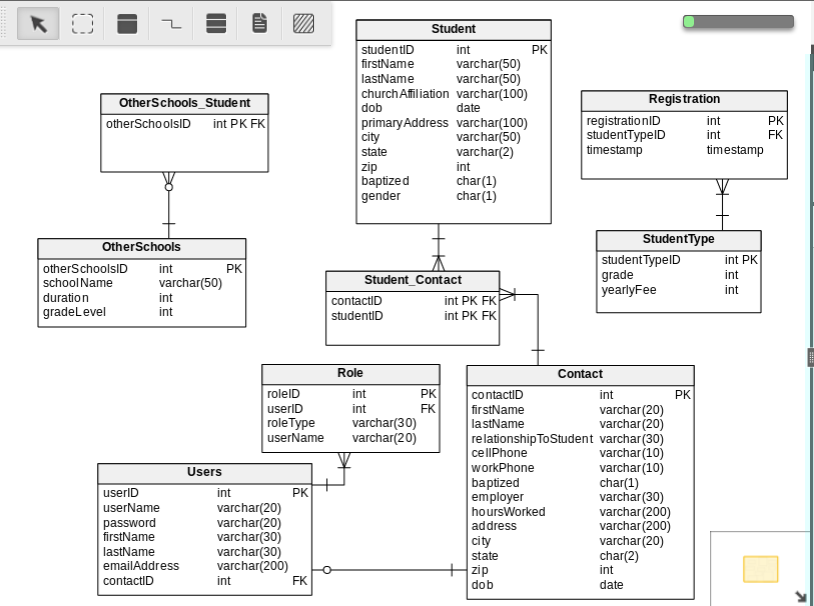 Student
studentID int PK
firstName varchar(50)
lastName varchar(50)
churchAffiliation varchar(100)
dob date
primaryAddress varchar(100)
city varchar(50)
state varchar(2)
zip int
baptized char(1)
gender char(1)
OtherSchools_Student
otherSchoolsID int PK FK
Registration
registrationID int PK
studentTypeID int FK
timestamp timestamp
OtherSchools
otherSchoolsID int PK
schoolName varchar(50)
duration int
gradeLevel int
StudentType
studentTypeID int PK
grade int
yearlyFee int
Student_Contact
contactID int PK FK
studentID int PK FK
Role
roleID int PK
userID int FK
roleType varchar(30)
userName varchar(20)
Contact
contactID int PK
firstName varchar(20)
lastName varchar(20)
relationshipToStudent varchar(30)
cellPhone varchar(10)
workPhone varchar(10)
baptized char(1)
employer varchar(30)
hoursWorked varchar(200)
address varchar(200)
city varchar(20)
state char(2)
zip int
dob date
Users
userID int PK
userName varchar(20)
password varchar(20)
firstName varchar(30)
lastName varchar(30)
emailAddress varchar(200)
contactID int FK